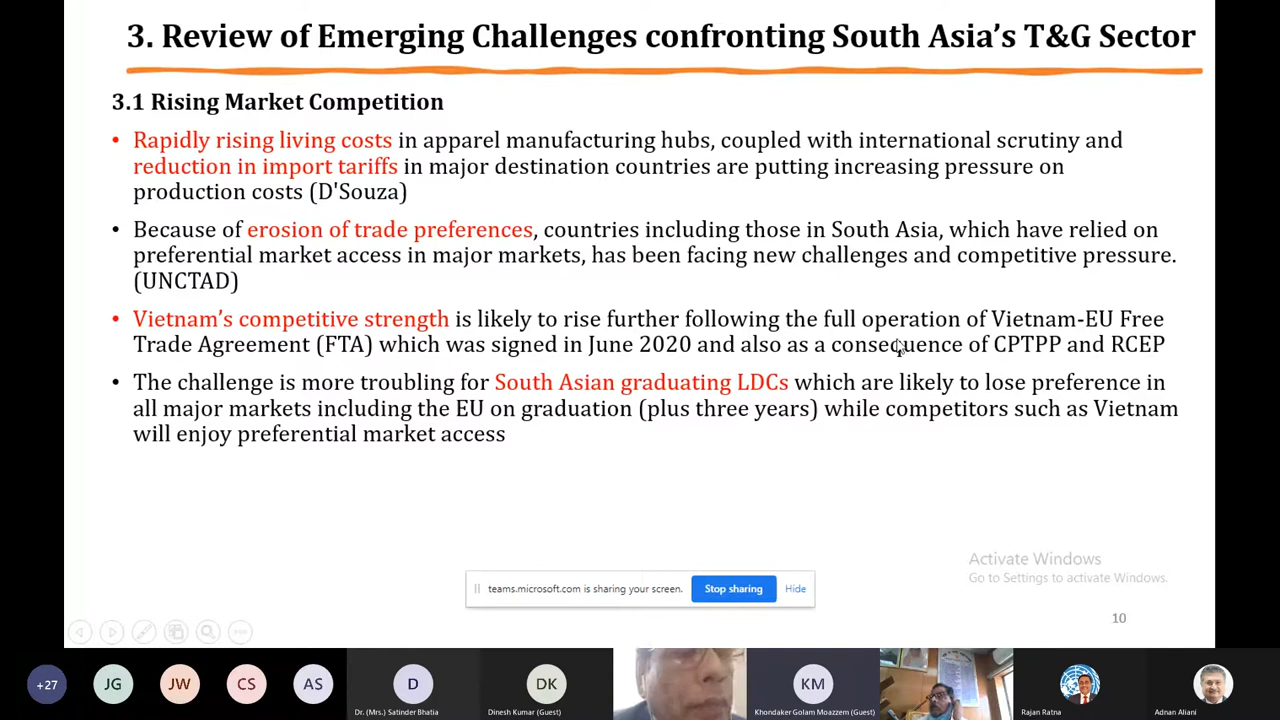 3. Review of Emerging Challenges confronting South Asia's T&G Sector
3.1 Rising Market Competition
• Rapidly rising living costs in apparel manufacturing hubs, coupled with international scrutiny and
reduction in import tariffs in major destination countries are putting increasing pressure on
production costs (D'Souza)
• Because of erosion of trade preferences, countries including those in South Asia, which have relied on
preferential market access in major markets, has been facing new challenges and competitive pressure.
(UNCTAD)
• Vietnam's competitive strength is likely to rise further following the full operation of Vietnam-EU Free
Trade Agreement (FTA) which was signed in June 2020 and also as a consequence of CPTPP and RCEP
• The challenge is more troubling for South Asian graduating LDCs which are likely to lose preference in
all major markets including the EU on graduation (plus three years) while competitors such as Vietnam
will enjoy preferential market access
Activate Windows
Go to Settings to activate Windows.
teams.microsoft.com is sharing your screen. Stop sharing Hide
10
+27 JG JW CS AS D DK KM
Dr. (Mrs.) Satinder Bhatia Dinesh Kumar (Guest) Khondaker Golam Moazzem (Guest) Rajan Ratna Adnan Aliani